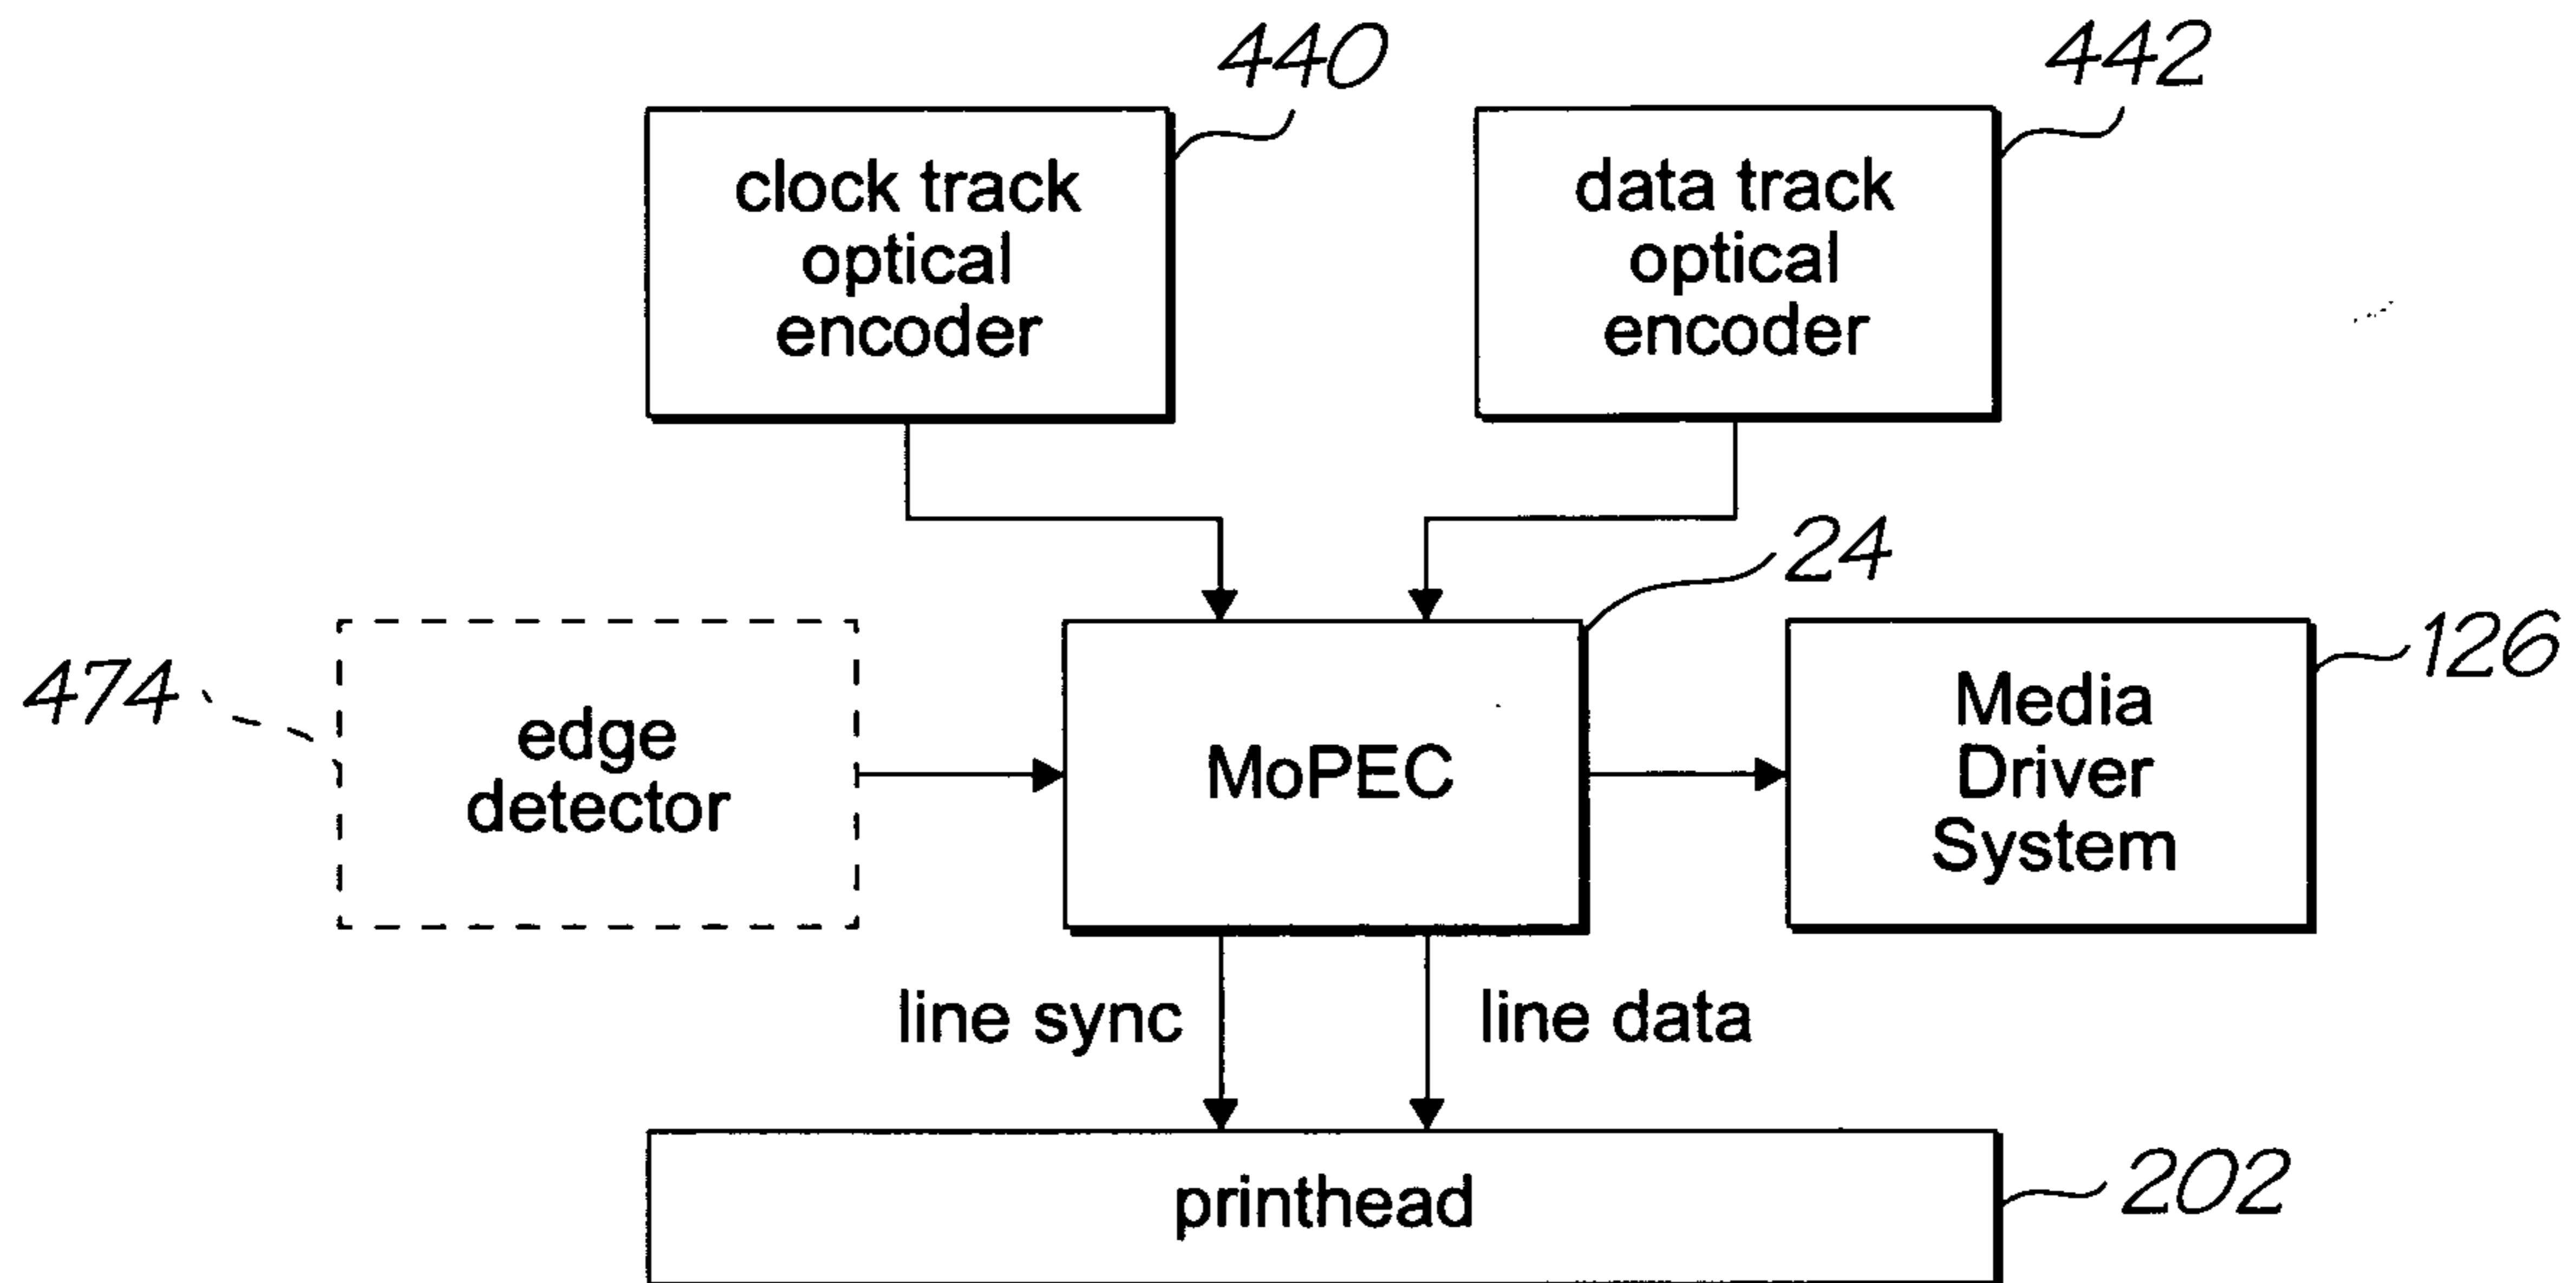 440
442
clock track
optical
encoder
data track
optical
encoder
24
126
474
edge
detector
MoPEC
Media
Driver
System
line sync
line data
printhead
202